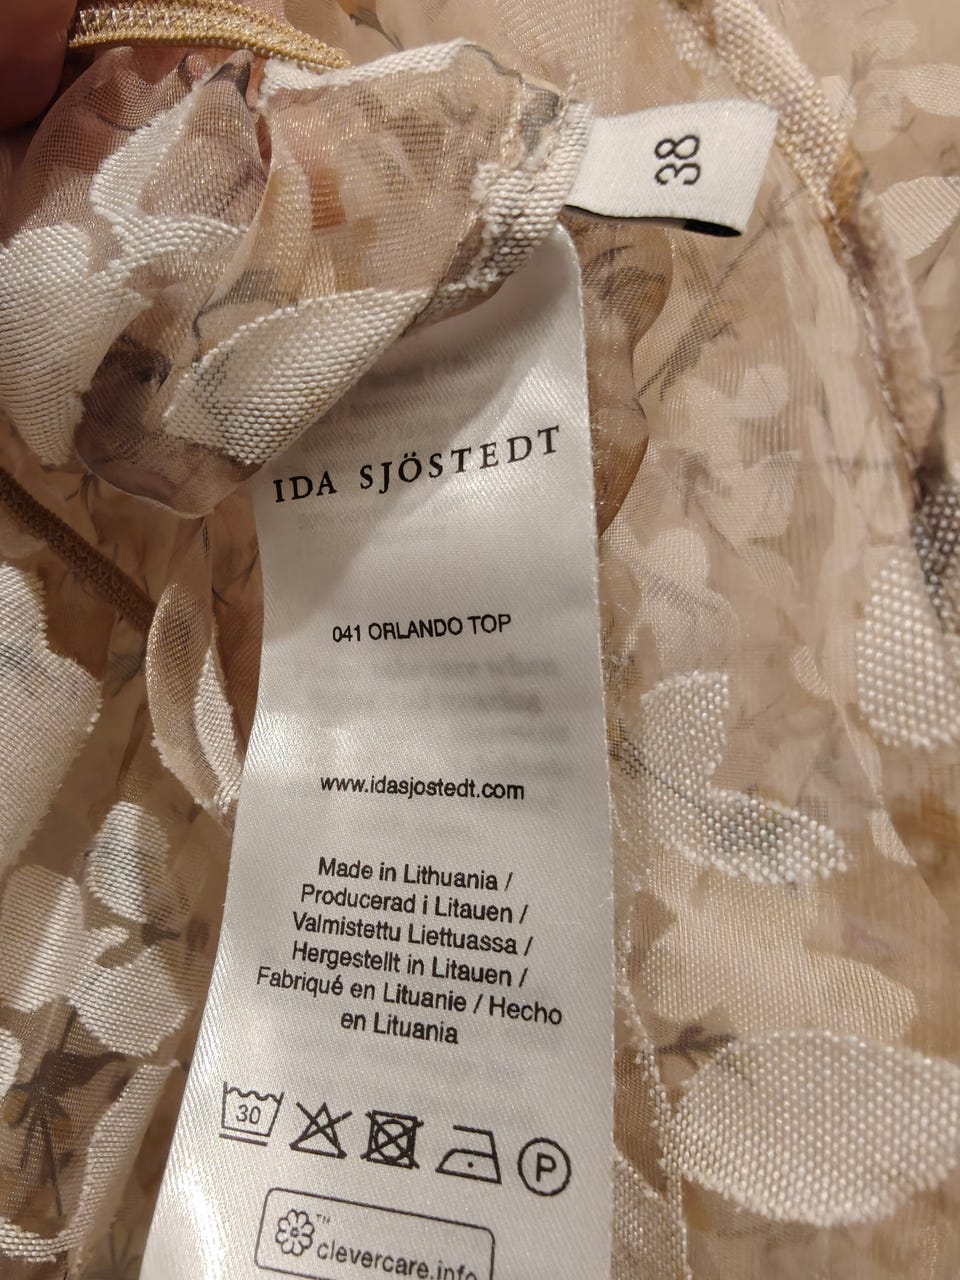 38
IDA SJÖSTEDT
041 ORLANDO TOP
www.idasjostedt.com
Made in Lithuania /
Producerad i Litauen /
Valmistettu Liettuassa /
Hergestellt in Litauen /
Fabriqué en Lituanie / Hecho
en Lituania
30
P
TM
clevercare.info